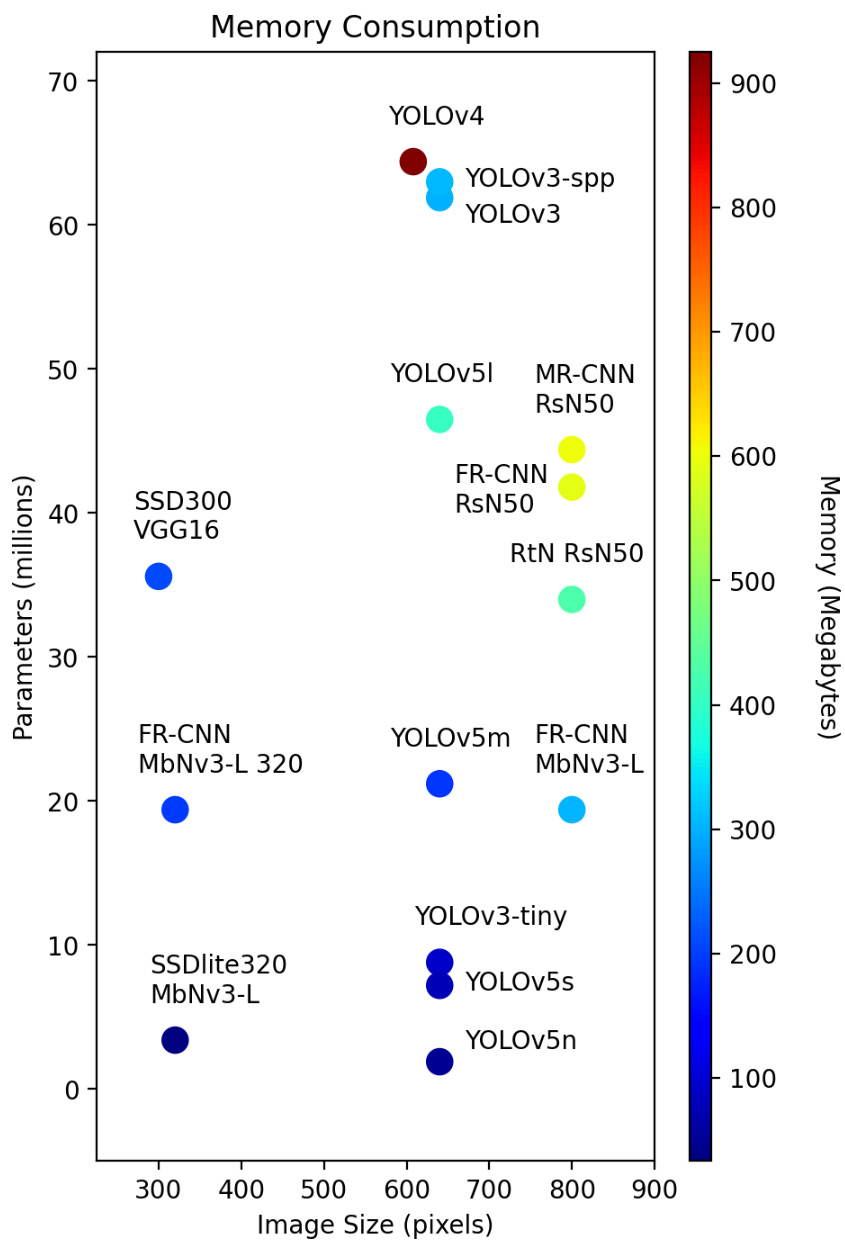 Memory Consumption
70
60
50
40
30
20
10
0
Parameters (millions)
YOLOv4
YOLOv3-spp
YOLOv3
YOLOv5l
MR-CNN
RsN50
FR-CNN
RsN50
SSD300
VGG16
RtN RsN50
FR-CNN
MbNv3-L 320
YOLOv5m
FR-CNN
MbNv3-L
YOLOv3-tiny
SSDlite320
MbNv3-L
YOLOv5s
YOLOv5n
300 400 500 600 700 800 900
Image Size (pixels)
900
800
700
600
500
400
300
200
100
Memory (Megabytes)